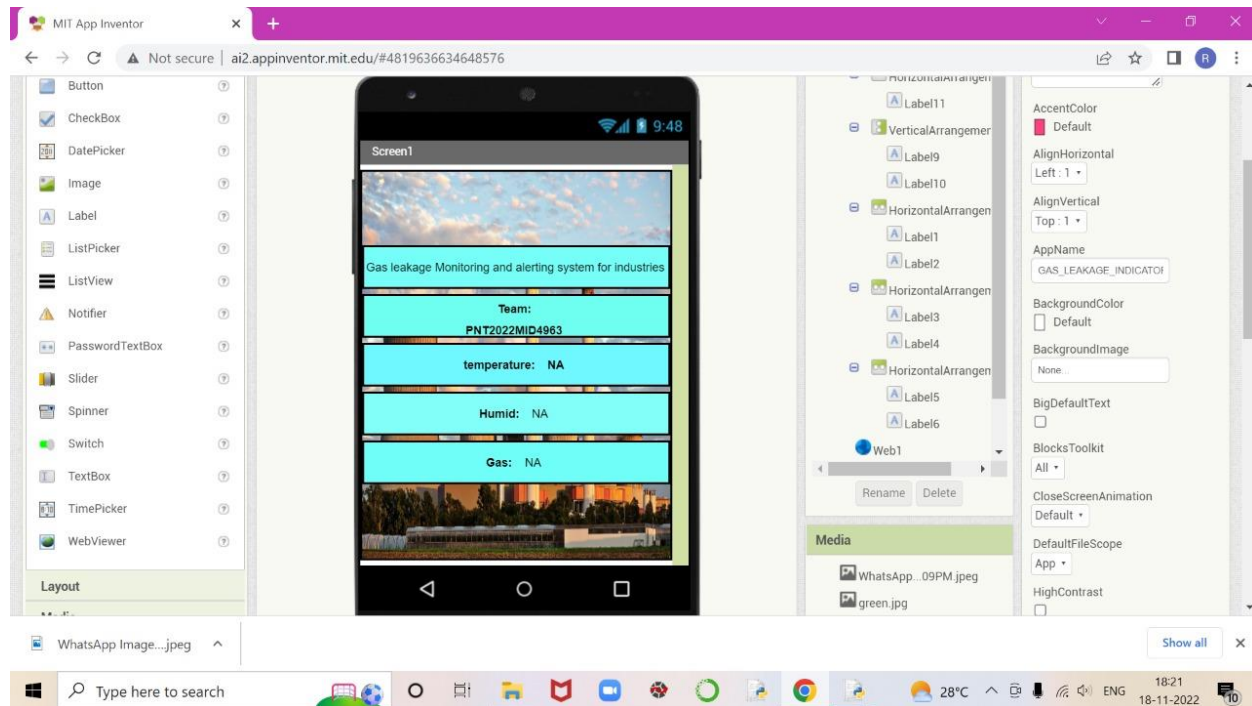 MIT App Inventor
Not secure | ai2.appinventor.mit.edu/#4819636634648576
R
Button
CheckBox
DatePicker
Image
Label
ListPicker
ListView
Notifier
PasswordTextBox
Slider
Spinner
Switch
TextBox
TimePicker
WebViewer
Layout
9:48
Screen1
Gas leakage Monitoring and alerting system for industries
Team:
PNT2022MID4963
temperature: NA
Humid: NA
Gas: NA
HorizontalArrangen
Label11
VerticalArrangemer
Label9
Label10
HorizontalArrangen
Label1
Label2
HorizontalArrangen
Label3
Label4
HorizontalArrangen
Label5
Label6
Web1
Rename Delete
Media
WhatsApp...09PM.jpeg
green.jpg
AccentColor
Default
AlignHorizontal
Left : 1
AlignVertical
Top : 1
AppName
GAS_LEAKAGE_INDICATOR
BackgroundColor
Default
BackgroundImage
None...
BigDefaultText
BlocksToolkit
All
CloseScreenAnimation
Default
DefaultFileScope
App
HighContrast
WhatsApp Image....jpeg
Show all
Type here to search
28°C
ENG
18:21
18-11-2022
10